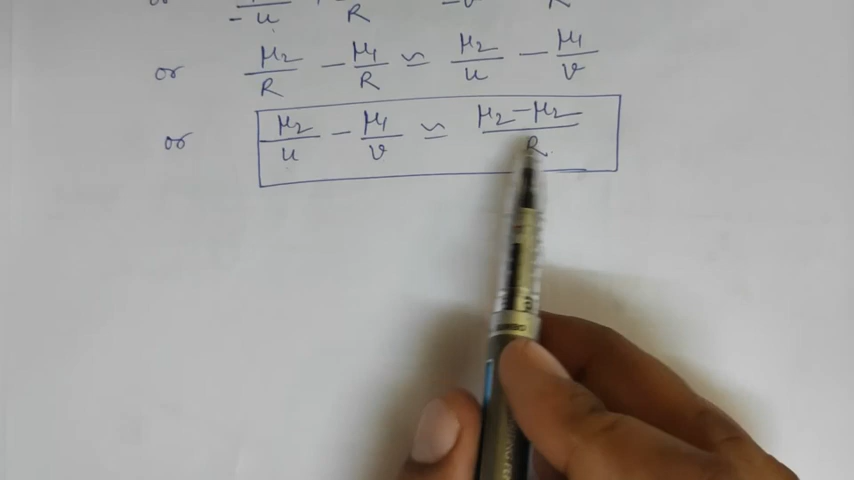 -u R -v R
or μ2/R - μ1/R ≃ μ2/u - μ1/v
or μ2/u - μ1/v ≃ μ2-μ2/R